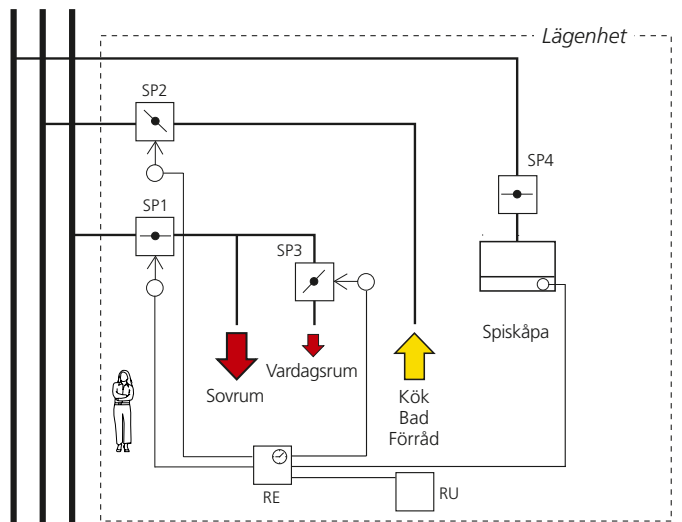 Lägenhet
SP2
SP4
SP1
SP3
Spiskåpa
Vardagsrum
Sovrum
Kök
Bad
Förråd
RE
RU